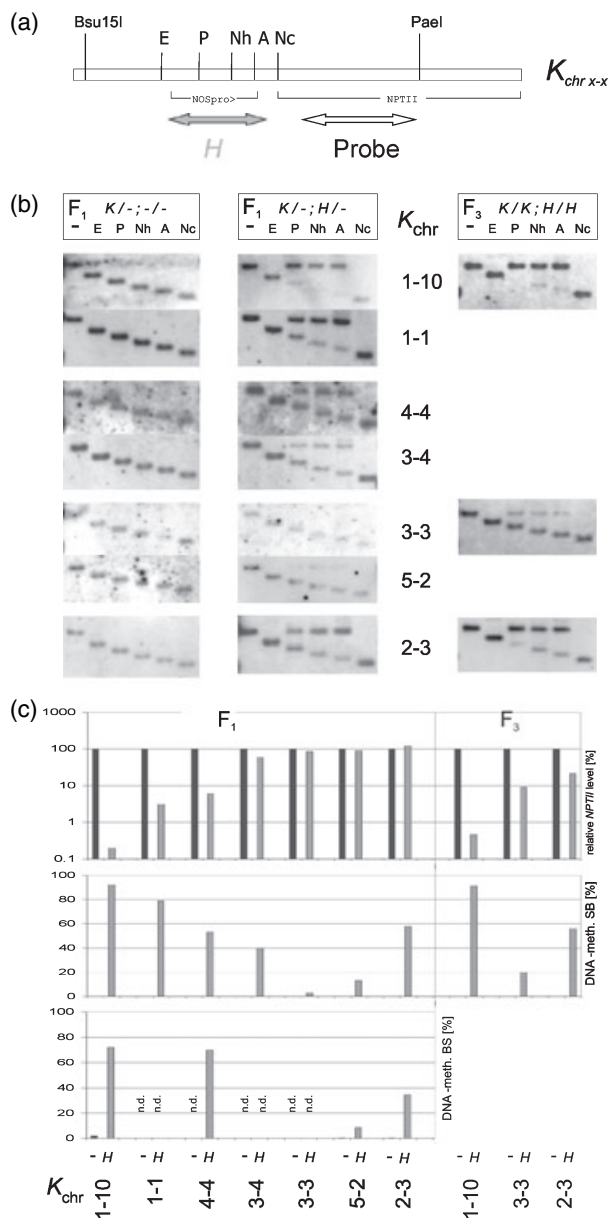 (a)
Bsu15I
E P Nh A Nc
PaeI
K chr x-x
NOSpro>
NPTII
H
Probe
(b)
F1 K/-;-/-
- E P Nh A Nc
F1 K/-;H/-
- E P Nh A Nc
Kchr
F3 K/K;H/H
- E P Nh A Nc
1-10
1-1
4-4
3-4
3-3
5-2
2-3
(c)
F1
F3
1000
100
10
1
0.1
relative NPTII level [%]
100
80
60
40
20
0
DNA -meth. SB [%]
100
80
60
40
20
0
n.d. n.d. n.d. n.d. n.d. n.d. n.d.
DNA -meth. BS [%]
- H - H - H - H - H - H - H - H - H - H
Kchr
1-10 1-1 4-4 3-4 3-3 5-2 2-3 1-10 3-3 2-3